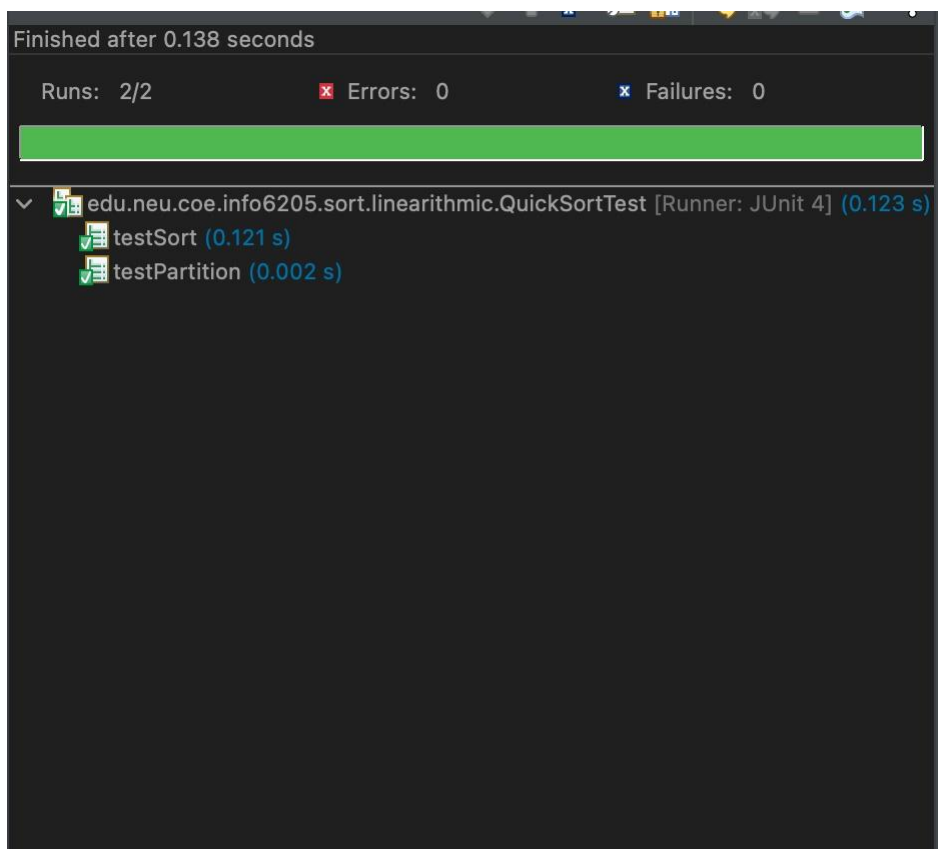 Finished after 0.138 seconds
Runs: 2/2 Errors: 0 Failures: 0
edu.neu.coe.info6205.sort.linearithmic.QuickSortTest [Runner: JUnit 4] (0.123 s)
testSort (0.121 s)
testPartition (0.002 s)